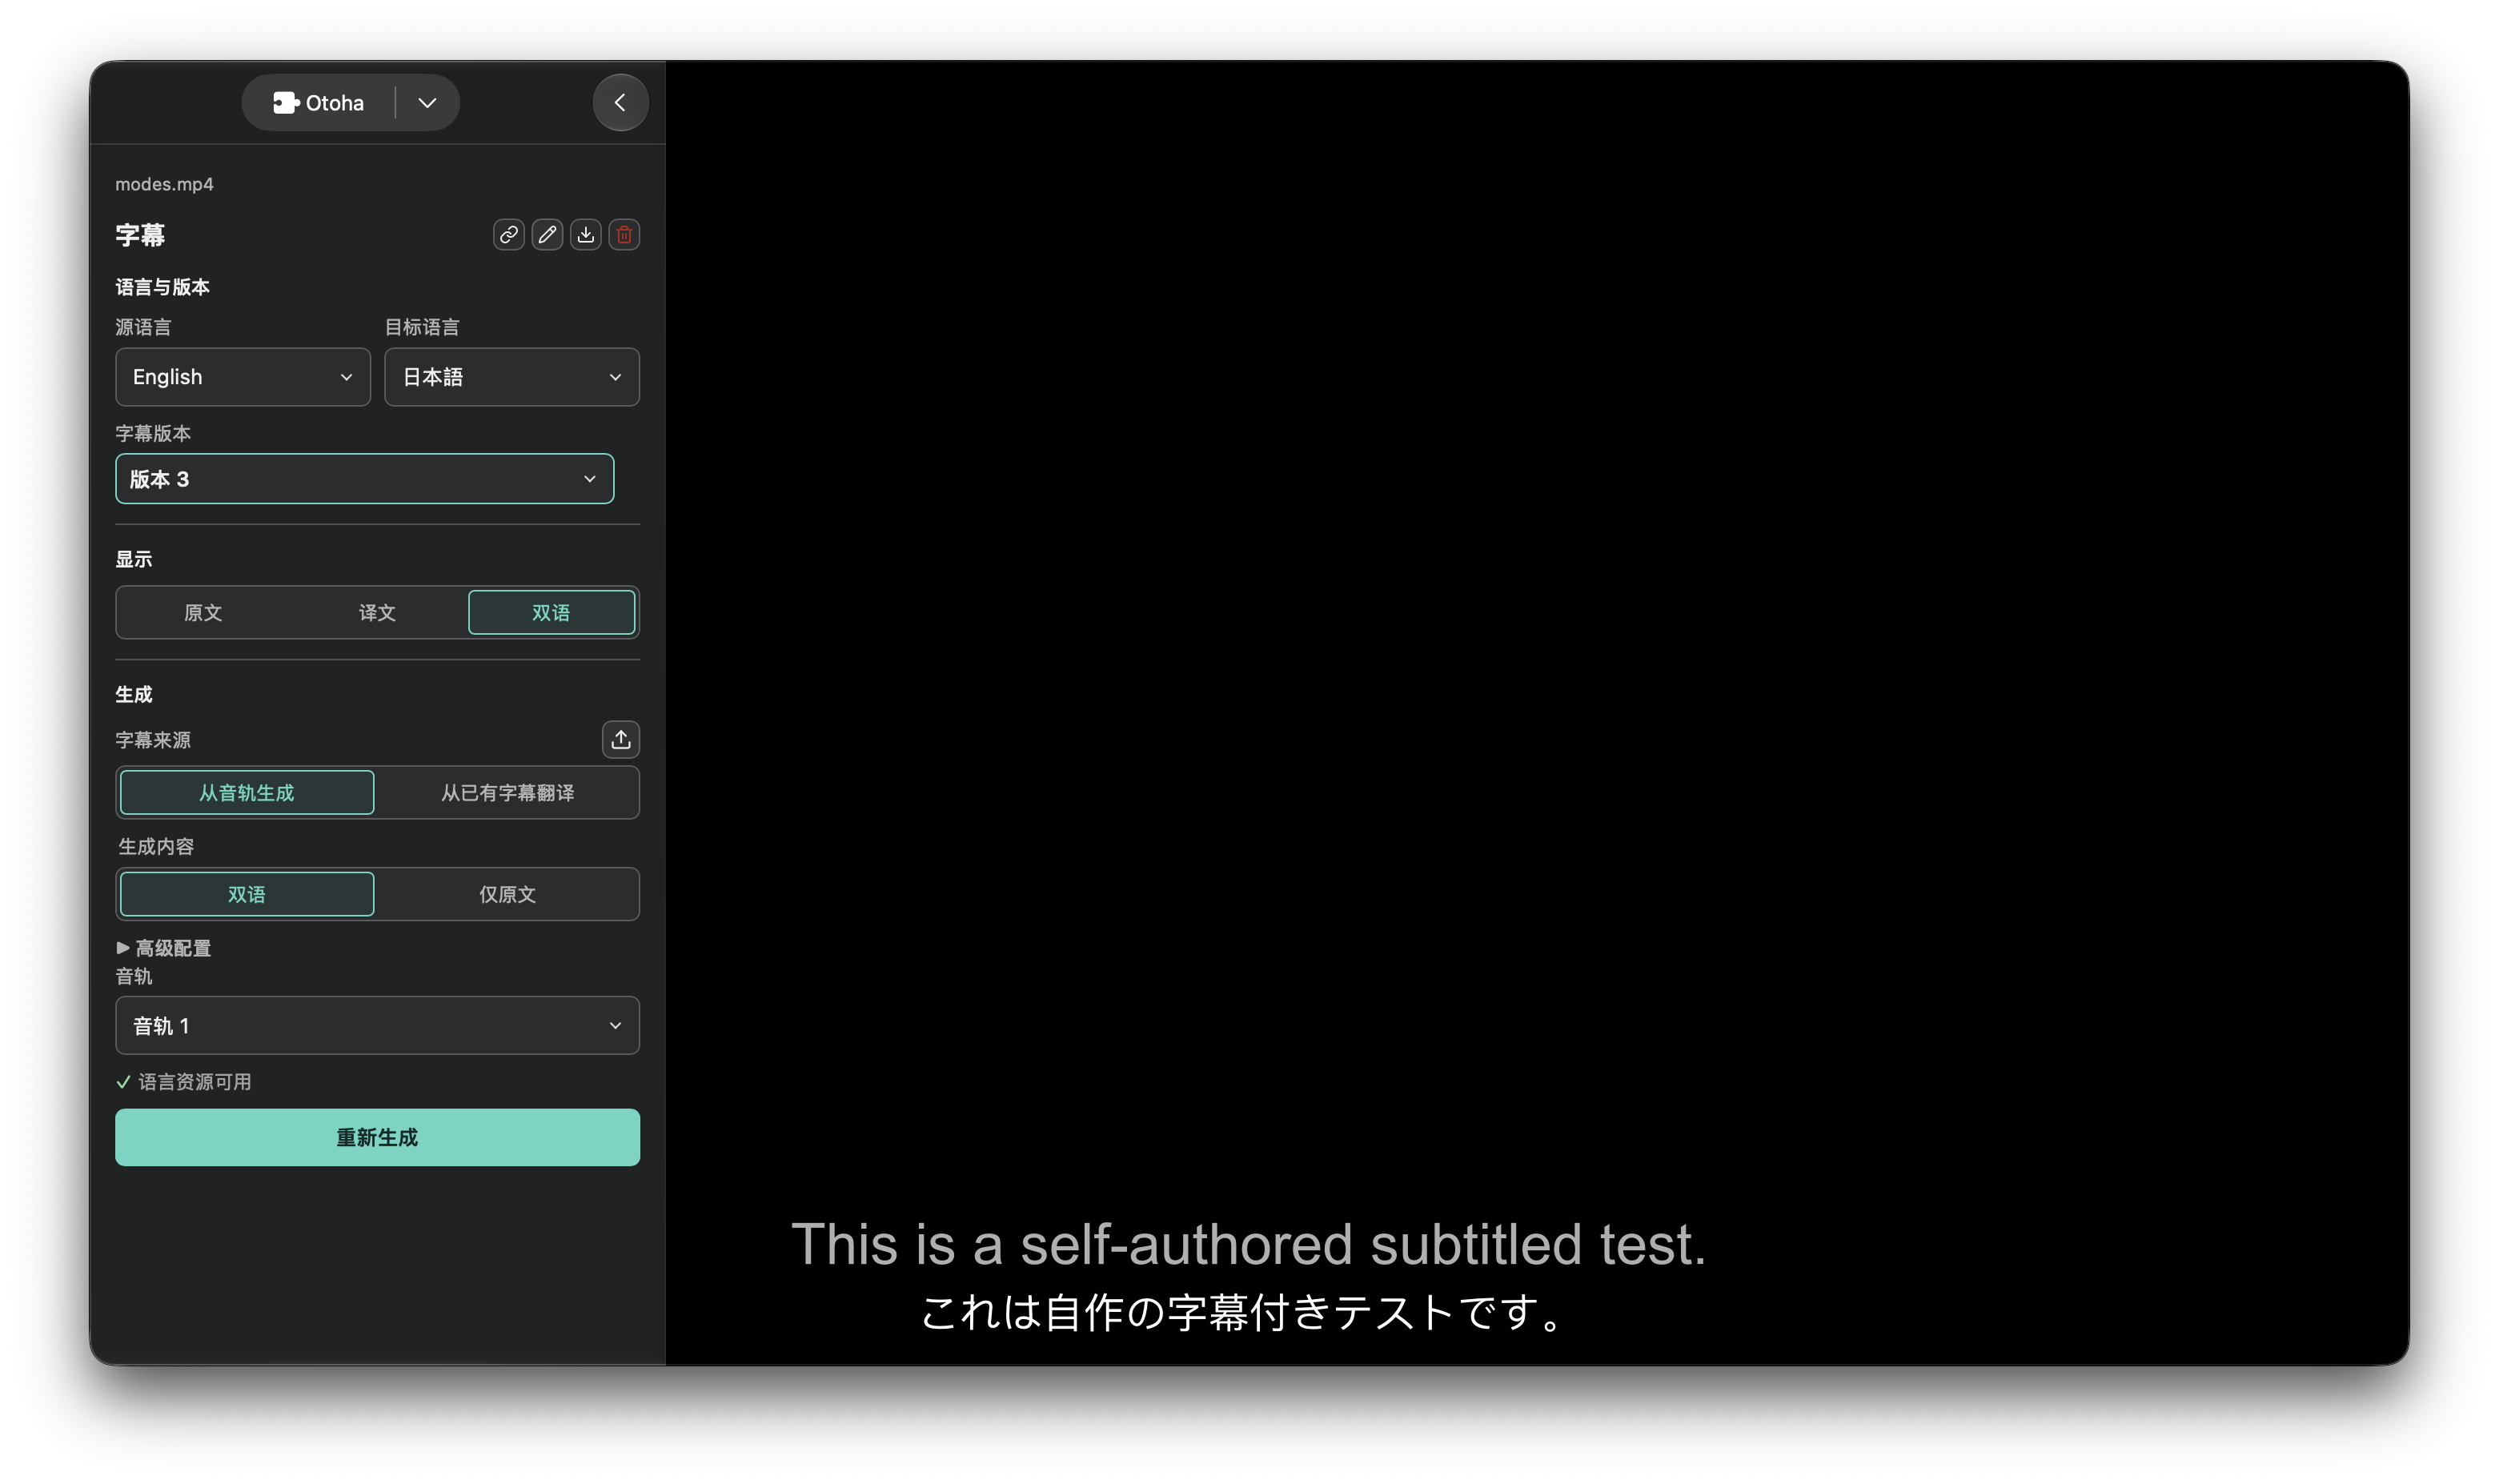 Otoha
modes.mp4
字幕
语言与版本
源语言 目标语言
English 日本語
字幕版本
版本 3
显示
原文 译文 双语
生成
字幕来源
从音轨生成 从已有字幕翻译
生成内容
双语 仅原文
高级配置
音轨
音轨 1
语言资源可用
重新生成
This is a self-authored subtitled test.
これは自作の字幕付きテストです。